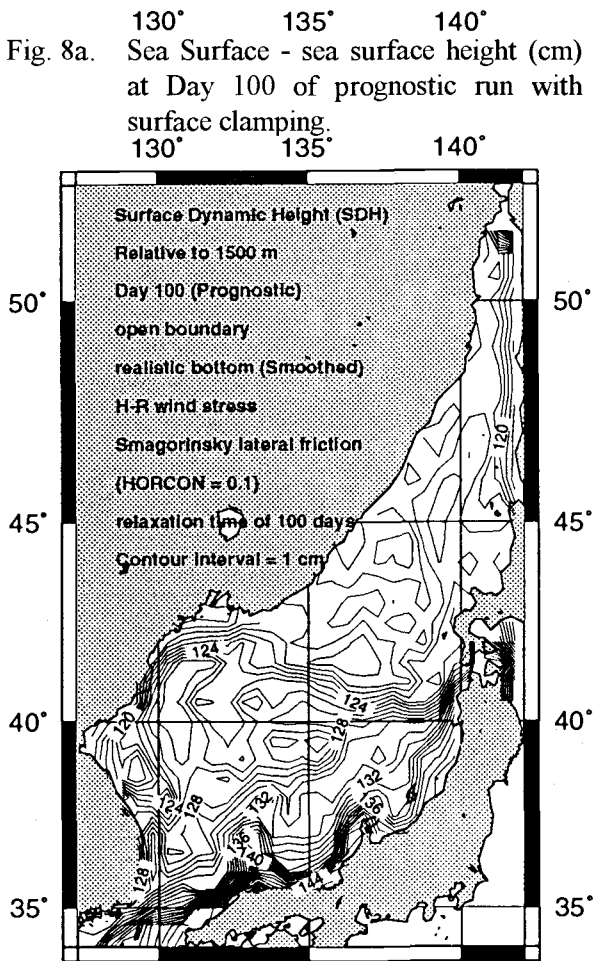 130° 135° 140°
Fig. 8a. Sea Surface - sea surface height (cm)
at Day 100 of prognostic run with
surface clamping.
130° 135° 140°
Surface Dynamic Height (SDH)
Relative to 1500 m
Day 100 (Prognostic)
50° 50°
open boundary
realistic bottom (Smoothed)
H-R wind stress
120
Smagorinsky lateral friction
(HORCON = 0.1)
45° relaxation time of 100 days 45°
Contour Interval = 1 cm
124
124
120 128
40° 40°
132
124 128 132 136
136
140
128 144
35° 35°